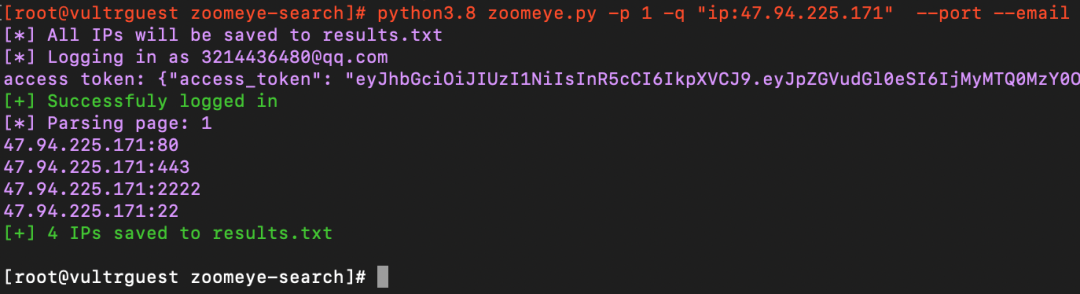 [root@vultrguest zoomeye-search]# python3.8 zoomeye.py -p 1 -q "ip:47.94.225.171"  --port --email
[*] All IPs will be saved to results.txt
[*] Logging in as 3214436480@qq.com
access token: {"access_token": "eyJhbGciOiJIUzI1NiIsInR5cCI6IkpXVCJ9.eyJpZGVudGl0eSI6IjMyMTQ0MzY0O
[+] Successfuly logged in
[*] Parsing page: 1
47.94.225.171:80
47.94.225.171:443
47.94.225.171:2222
47.94.225.171:22
[+] 4 IPs saved to results.txt
[root@vultrguest zoomeye-search]#